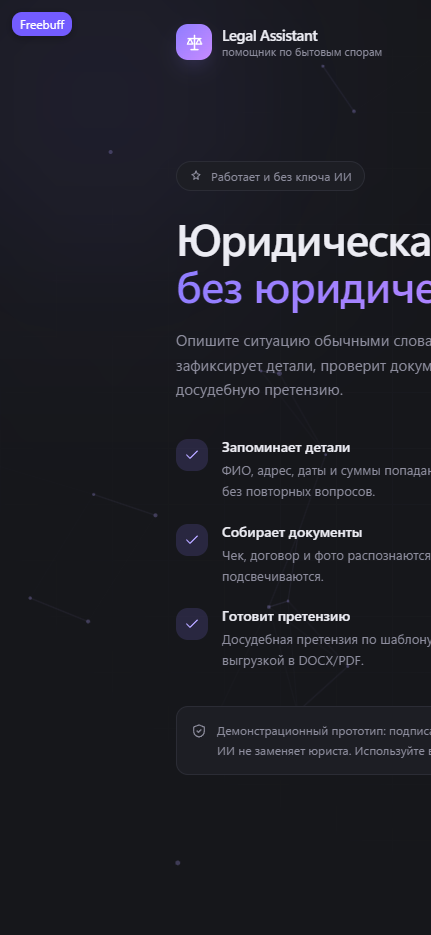 Freebuff
Legal Assistant
помощник по бытовым спорам
Работает и без ключа ИИ
Юридическа
без юридиче
Опишите ситуацию обычными слова
зафиксирует детали, проверит докум
досудебную претензию.
Запоминает детали
ФИО, адрес, даты и суммы попадаю
без повторных вопросов.
Собирает документы
Чек, договор и фото распознаются
подсвечиваются.
Готовит претензию
Досудебная претензия по шаблону
выгрузкой в DOCX/PDF.
Демонстрационный прототип: подписа
ИИ не заменяет юриста. Используйте в